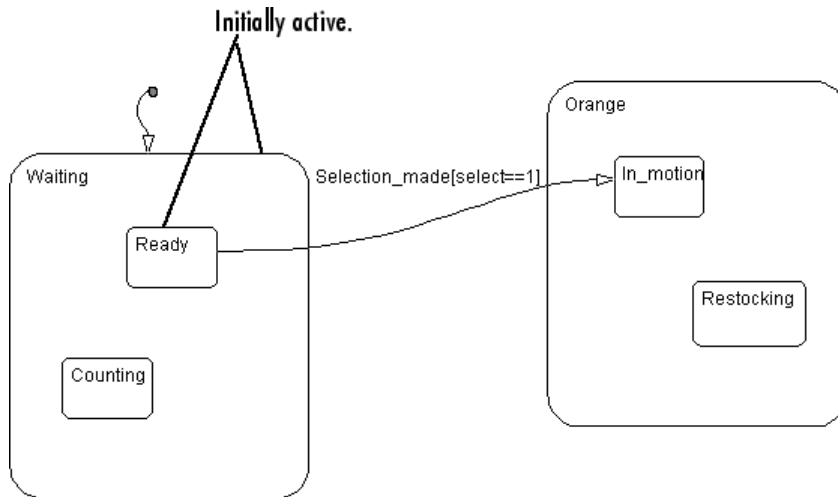 Initially active.
Orange
Waiting
Selection_made[select==1]
In_motion
Ready
Restocking
Counting